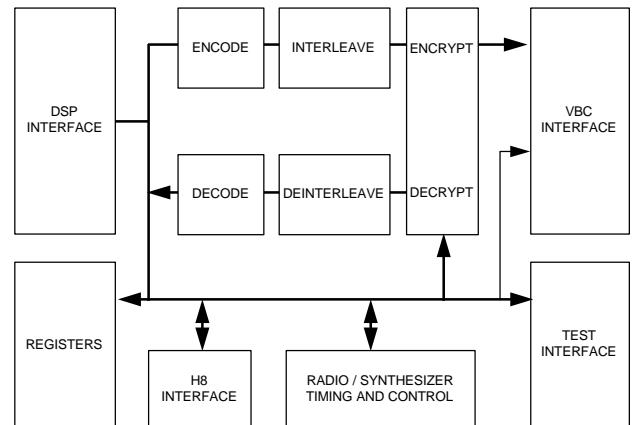 ENCODE
INTERLEAVE
ENCRYPT
DSP
INTERFACE
VBC
INTERFACE
DECODE
DEINTERLEAVE
DECRYPT
REGISTERS
H8
INTERFACE
RADIO / SYNTHESIZER
TIMING AND CONTROL
TEST
INTERFACE